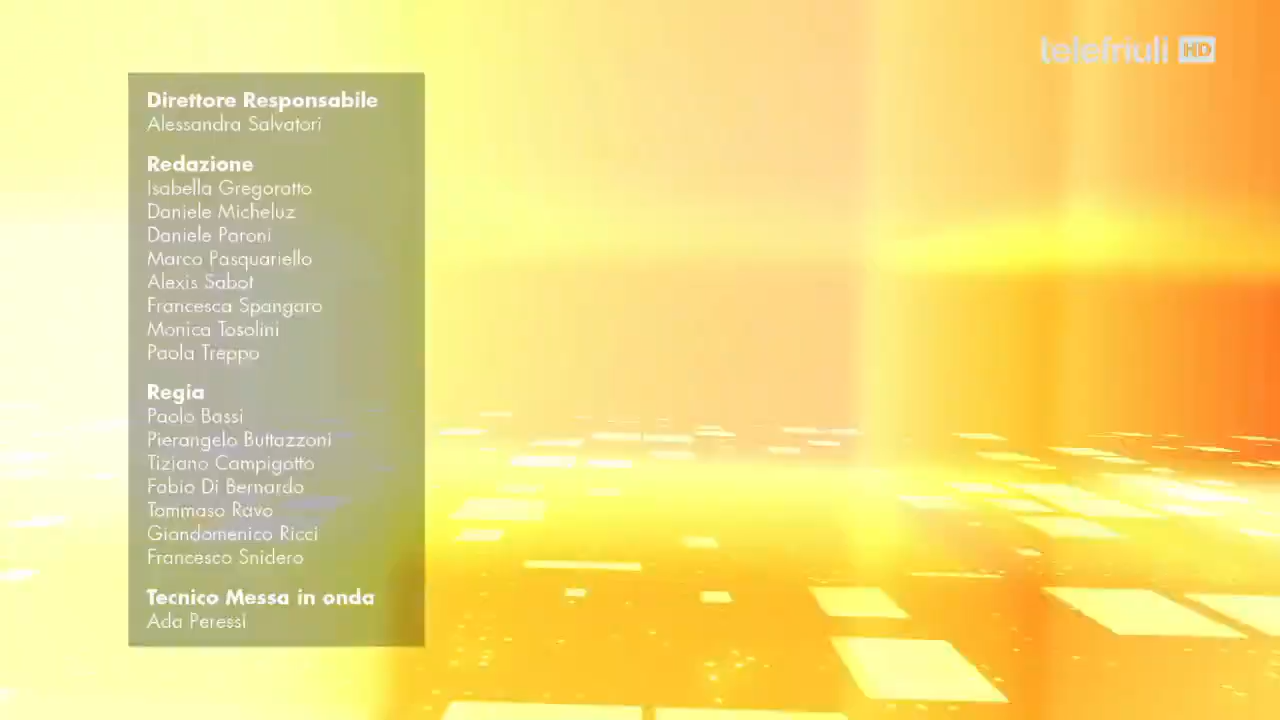 telefriuli HD
Direttore Responsabile
Alessandra Salvatori
Redazione
Isabella Gregoratto
Daniele Micheluz
Daniele Paroni
Marco Pasquariello
Alexis Sabot
Francesca Spangaro
Monica Tosolini
Paola Treppo
Regia
Paolo Bassi
Pierangelo Buttazzoni
Tiziano Campigotto
Fabio Di Bernardo
Tommaso Ravo
Giandomenico Ricci
Francesco Snidero
Tecnico Messa in onda
Ada Peressi